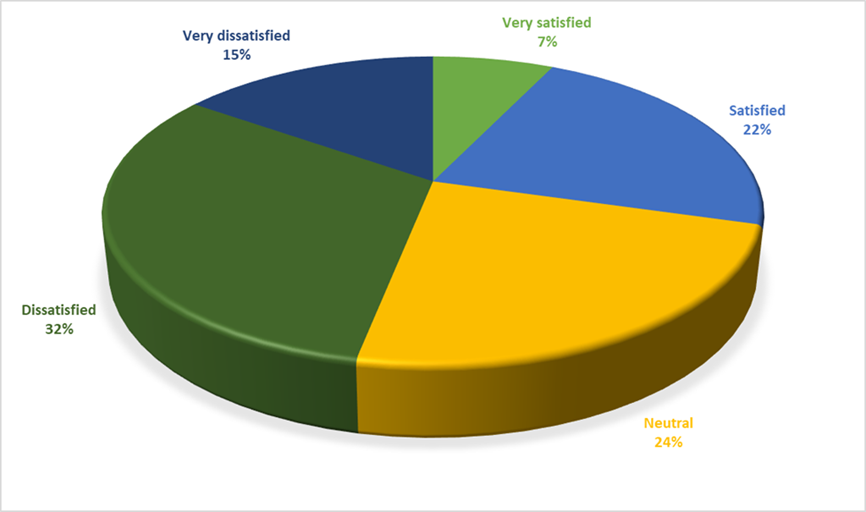 Very satisfied
7%
Very dissatisfied
15%
Satisfied
22%
Dissatisfied
32%
Neutral
24%